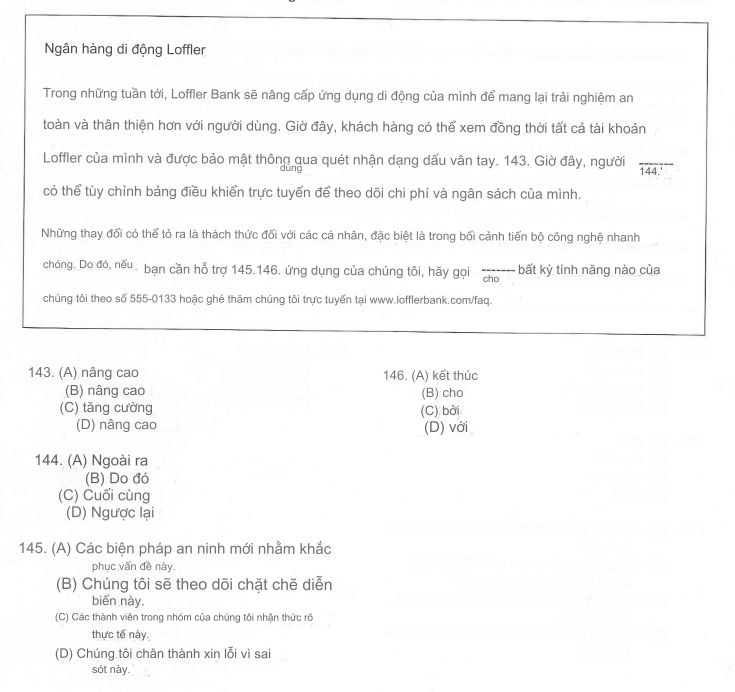 Ngân hàng di động Loffler
Trong những tuần tới, Loffler Bank sẽ nâng cấp ứng dụng di động của mình để mang lại trải nghiệm an
toàn và thân thiện hơn với người dùng. Giờ đây, khách hàng có thể xem đồng thời tất cả tài khoản
Loffler của mình và được bảo mật thông qua quét nhận dạng dấu vân tay. 143. Giờ đây, người -------
dùng 144.'
có thể tùy chỉnh bảng điều khiển trực tuyến để theo dõi chi phí và ngân sách của mình.
Những thay đổi có thể tỏ ra là thách thức đối với các cá nhân, đặc biệt là trong bối cảnh tiến bộ công nghệ nhanh
chóng. Do đó, nếu bạn cần hỗ trợ 145.146. ứng dụng của chúng tôi, hãy gọi ------- bất kỳ tính năng nào của
cho
chúng tôi theo số 555-0133 hoặc ghé thăm chúng tôi trực tuyến tại www.lofflerbank.com/faq.
143. (A) nâng cao
(B) nâng cao
(C) tăng cường
(D) nâng cao
144. (A) Ngoài ra
(B) Do đó
(C) Cuối cùng
(D) Ngược lại
145. (A) Các biện pháp an ninh mới nhằm khắc
phục vấn đề này.
(B) Chúng tôi sẽ theo dõi chặt chẽ diễn
biến này.
(C) Các thành viên trong nhóm của chúng tôi nhận thức rõ
thực tế này.
(D) Chúng tôi chân thành xin lỗi vì sai
sót này.
146. (A) kết thúc
(B) cho
(C) bởi
(D) với